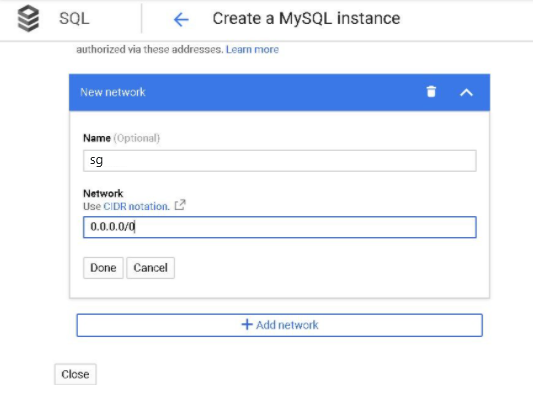 SQL
Create a MySQL instance
authorized via these addresses. Learn more
New network
Name (Optional)
sg
Network
Use CIDR notation.
0.0.0.0/0
Done Cancel
+ Add network
Close